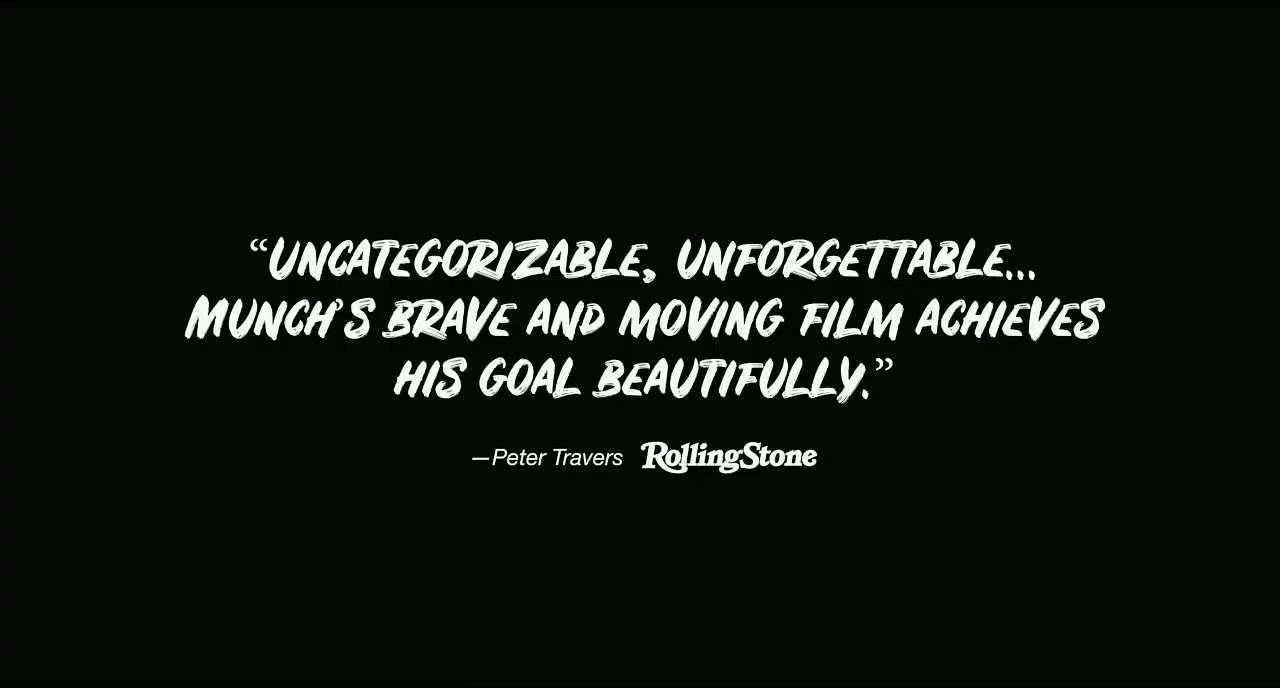 “UNCATEGORIZABLE, UNFORGETTABLE...
MUNCH’S BRAVE AND MOVING FILM ACHIEVES
HIS GOAL BEAUTIFULLY.”
—Peter Travers RollingStone